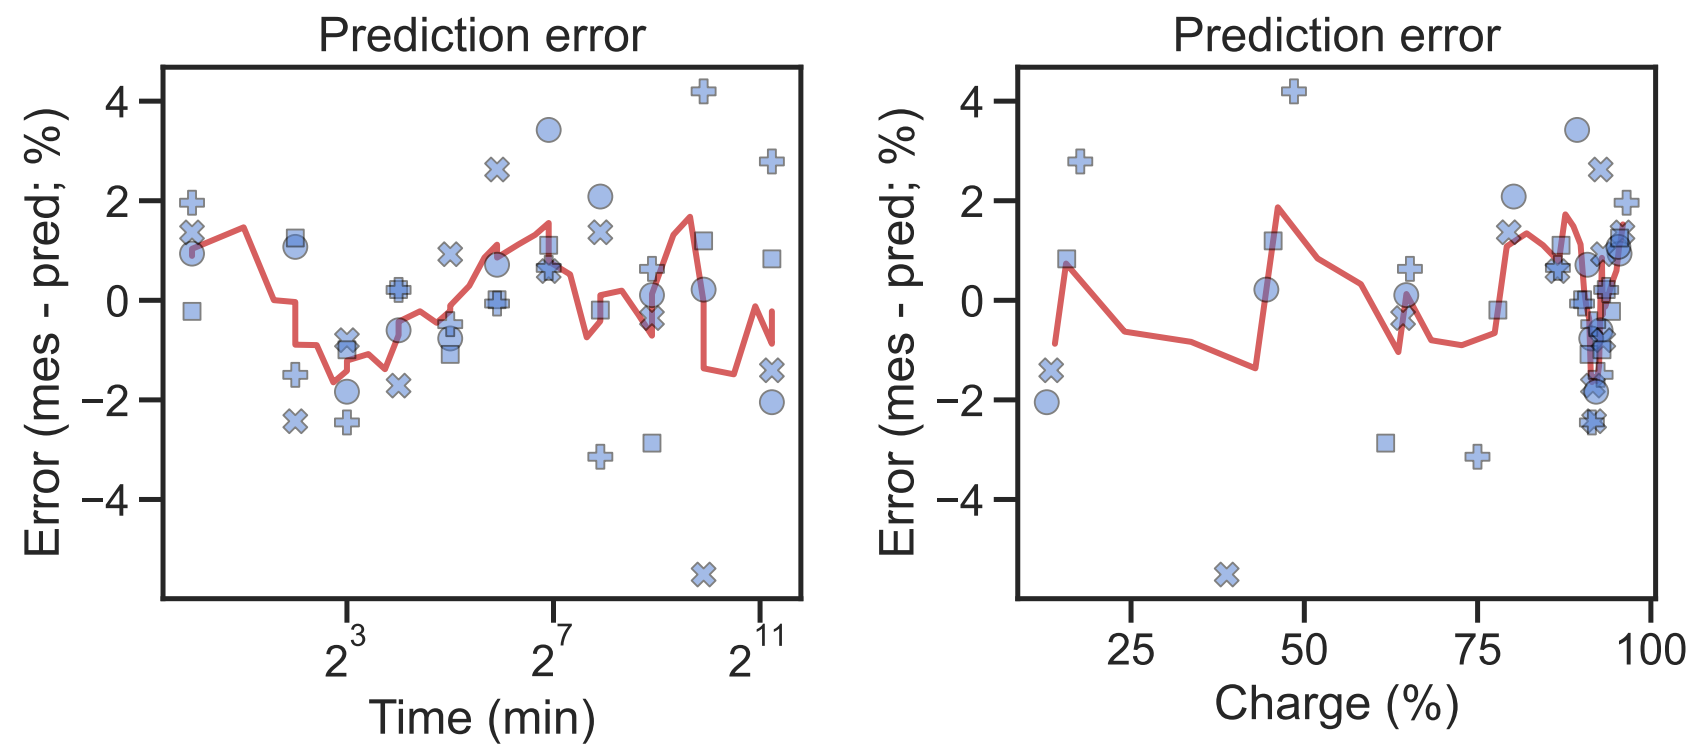 Prediction error
Error (mes - pred; %)
4
2
0
−2
−4
2^3
2^7
2^11
Time (min)
Prediction error
Error (mes - pred; %)
4
2
0
−2
−4
25
50
75
100
Charge (%)